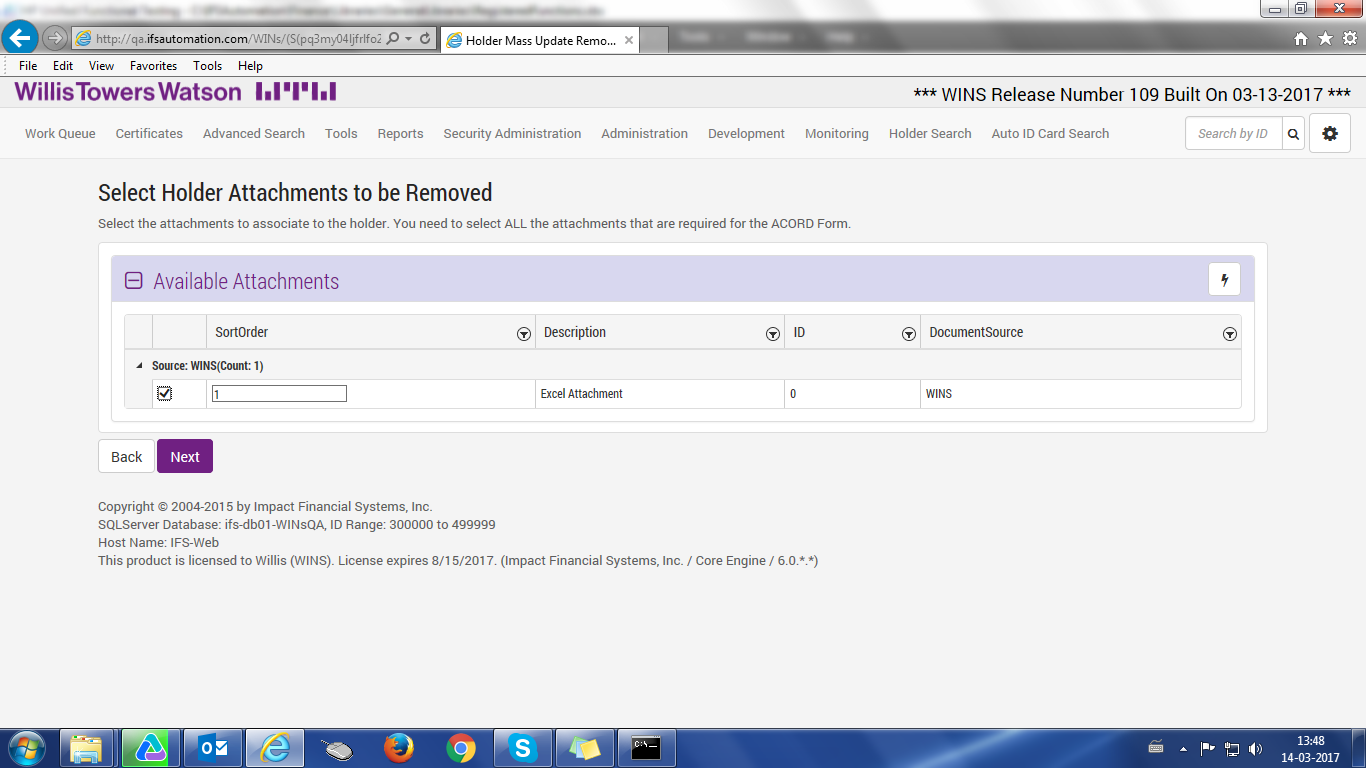 http://qa.ifsautomation.com/WINs/(S(pq3my04ljfrlfo2
Holder Mass Update Remo...
File Edit View Favorites Tools Help
WillisTowers Watson
*** WINS Release Number 109 Built On 03-13-2017 ***
Work Queue Certificates Advanced Search Tools Reports Security Administration Administration Development Monitoring Holder Search Auto ID Card Search Search by ID
Select Holder Attachments to be Removed
Select the attachments to associate to the holder. You need to select ALL the attachments that are required for the ACORD Form.
Available Attachments
SortOrder Description ID DocumentSource
Source: WINS(Count: 1)
1 Excel Attachment 0 WINS
Back Next
Copyright © 2004-2015 by Impact Financial Systems, Inc.
SQLServer Database: ifs-db01-WINsQA, ID Range: 300000 to 499999
Host Name: IFS-Web
This product is licensed to Willis (WINS). License expires 8/15/2017. (Impact Financial Systems, Inc. / Core Engine / 6.0.*.*)
13:48
14-03-2017